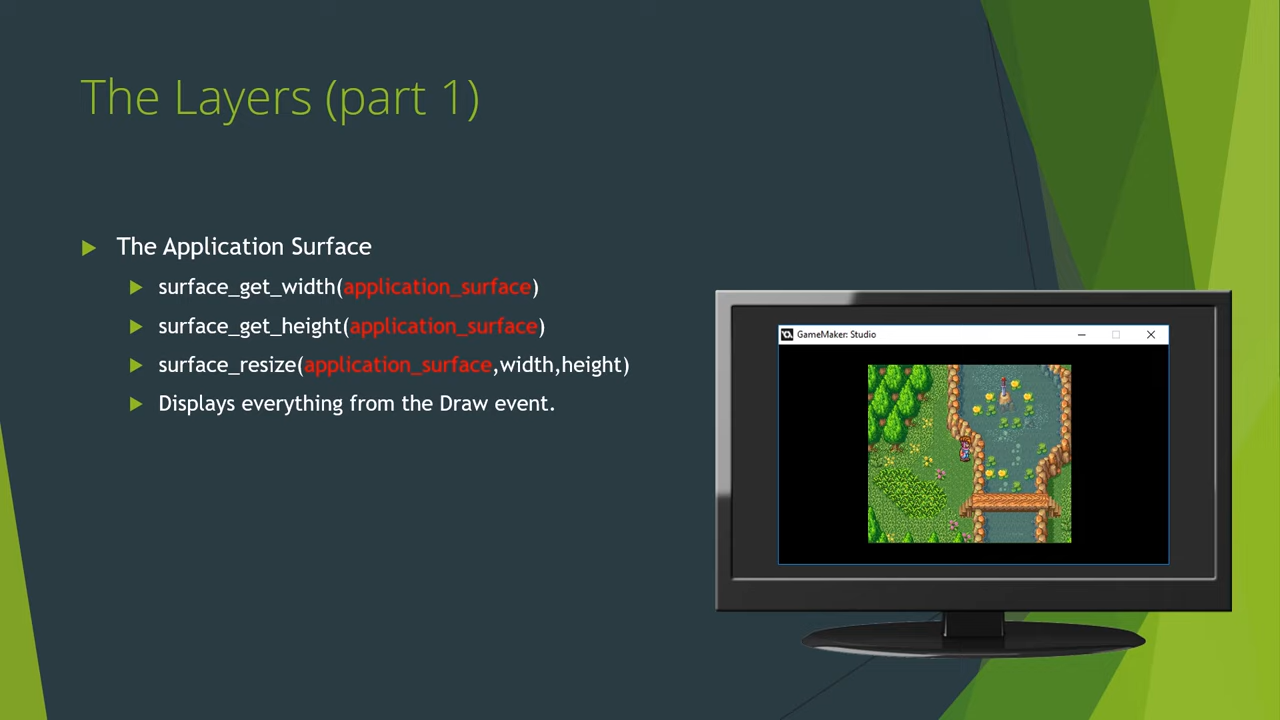 The Layers (part 1)
The Application Surface
surface_get_width(application_surface)
surface_get_height(application_surface)
surface_resize(application_surface,width,height)
Displays everything from the Draw event.
GameMaker: Studio